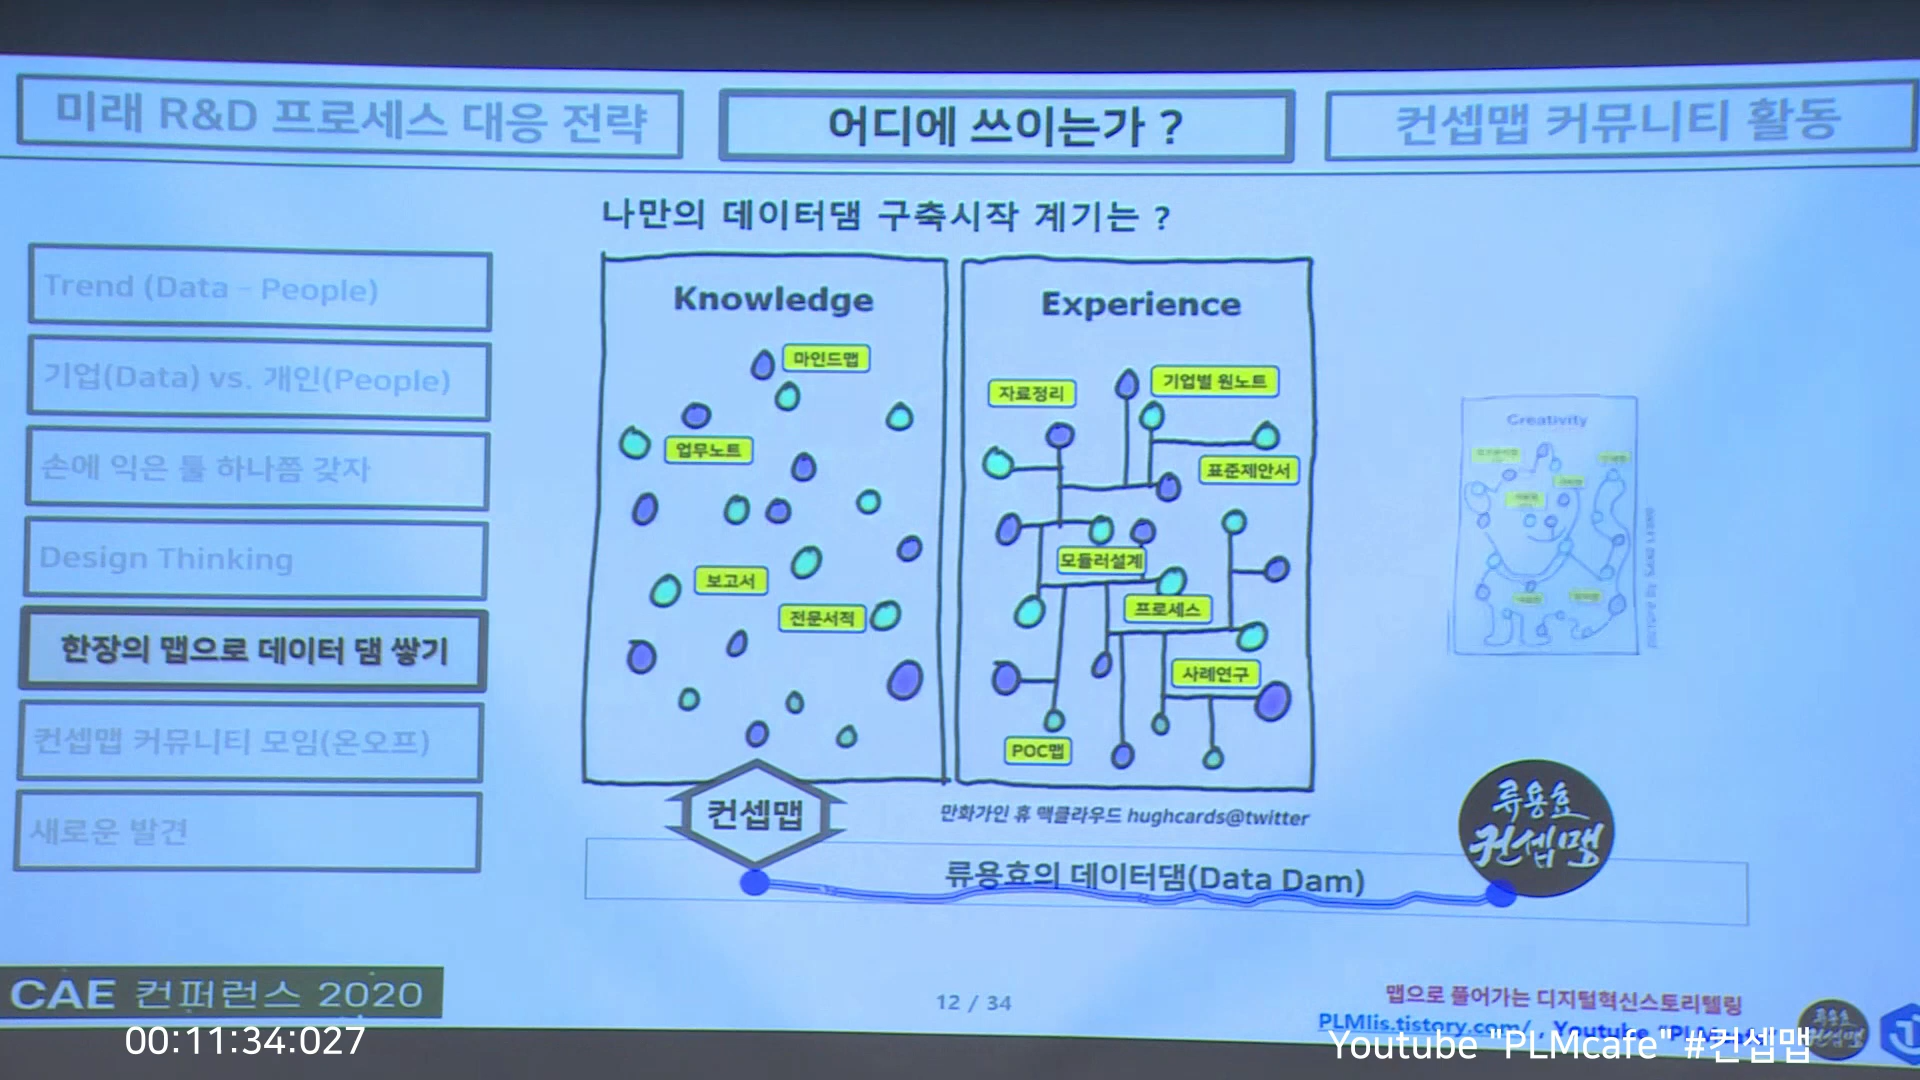 미래 R&D 프로세스 대응 전략
어디에 쓰이는가 ?
컨셉맵 커뮤니티 활동
나만의 데이터댐 구축시작 계기는 ?
Trend (Data - People)
기업(Data) vs. 개인(People)
손에 익은 툴 하나쯤 갖자
Design Thinking
한장의 맵으로 데이터 댐 쌓기
컨셉맵 커뮤니티 모임(온오프)
새로운 발견
Knowledge
마인드맵
업무노트
보고서
전문서적
Experience
자료정리
기업별 원노트
표준제안서
모듈러설계
프로세스
사례연구
POC맵
Creativity
컨셉맵
만화가인 휴 맥클라우드 hughcards@twitter
류용효
컨셉맵
류용효의 데이터댐(Data Dam)
CAE 컨퍼런스 2020
12 / 34
맵으로 풀어가는 디지털혁신스토리텔링
PLMIs.tistory.com/ , Youtube
류용효
컨셉맵
00:11:34:027
Youtube "PLMcafe" #컨셉맵